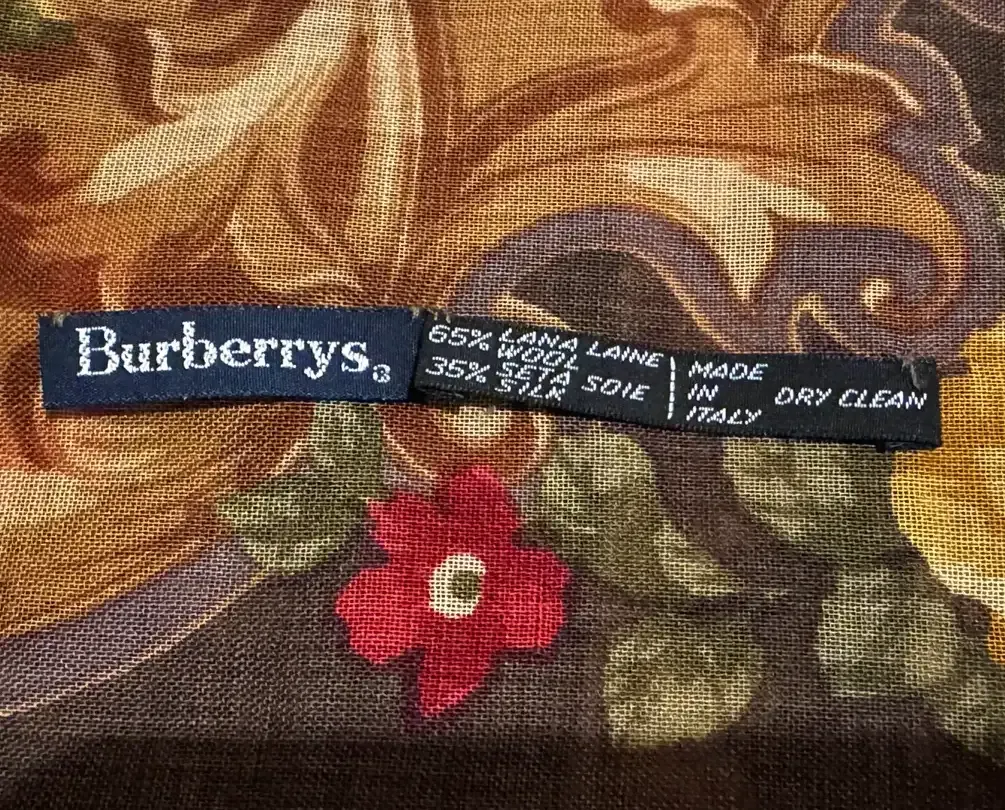 Burberrys®
65% LANA LAINE
WOOL
35% SETA SOIE
SILK
MADE
IN
ITALY
DRY CLEAN